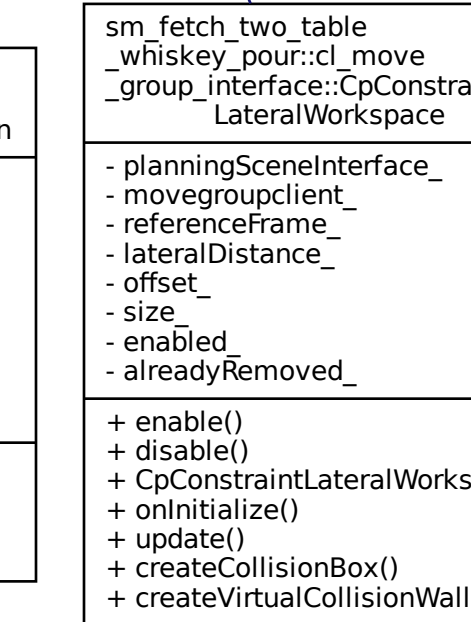 n
sm_fetch_two_table
_whiskey_pour::cl_move
_group_interface::CpConstra
LateralWorkspace
- planningSceneInterface_
- movegroupclient_
- referenceFrame_
- lateralDistance_
- offset_
- size_
- enabled_
- alreadyRemoved_
+ enable()
+ disable()
+ CpConstraintLateralWorks
+ onInitialize()
+ update()
+ createCollisionBox()
+ createVirtualCollisionWall